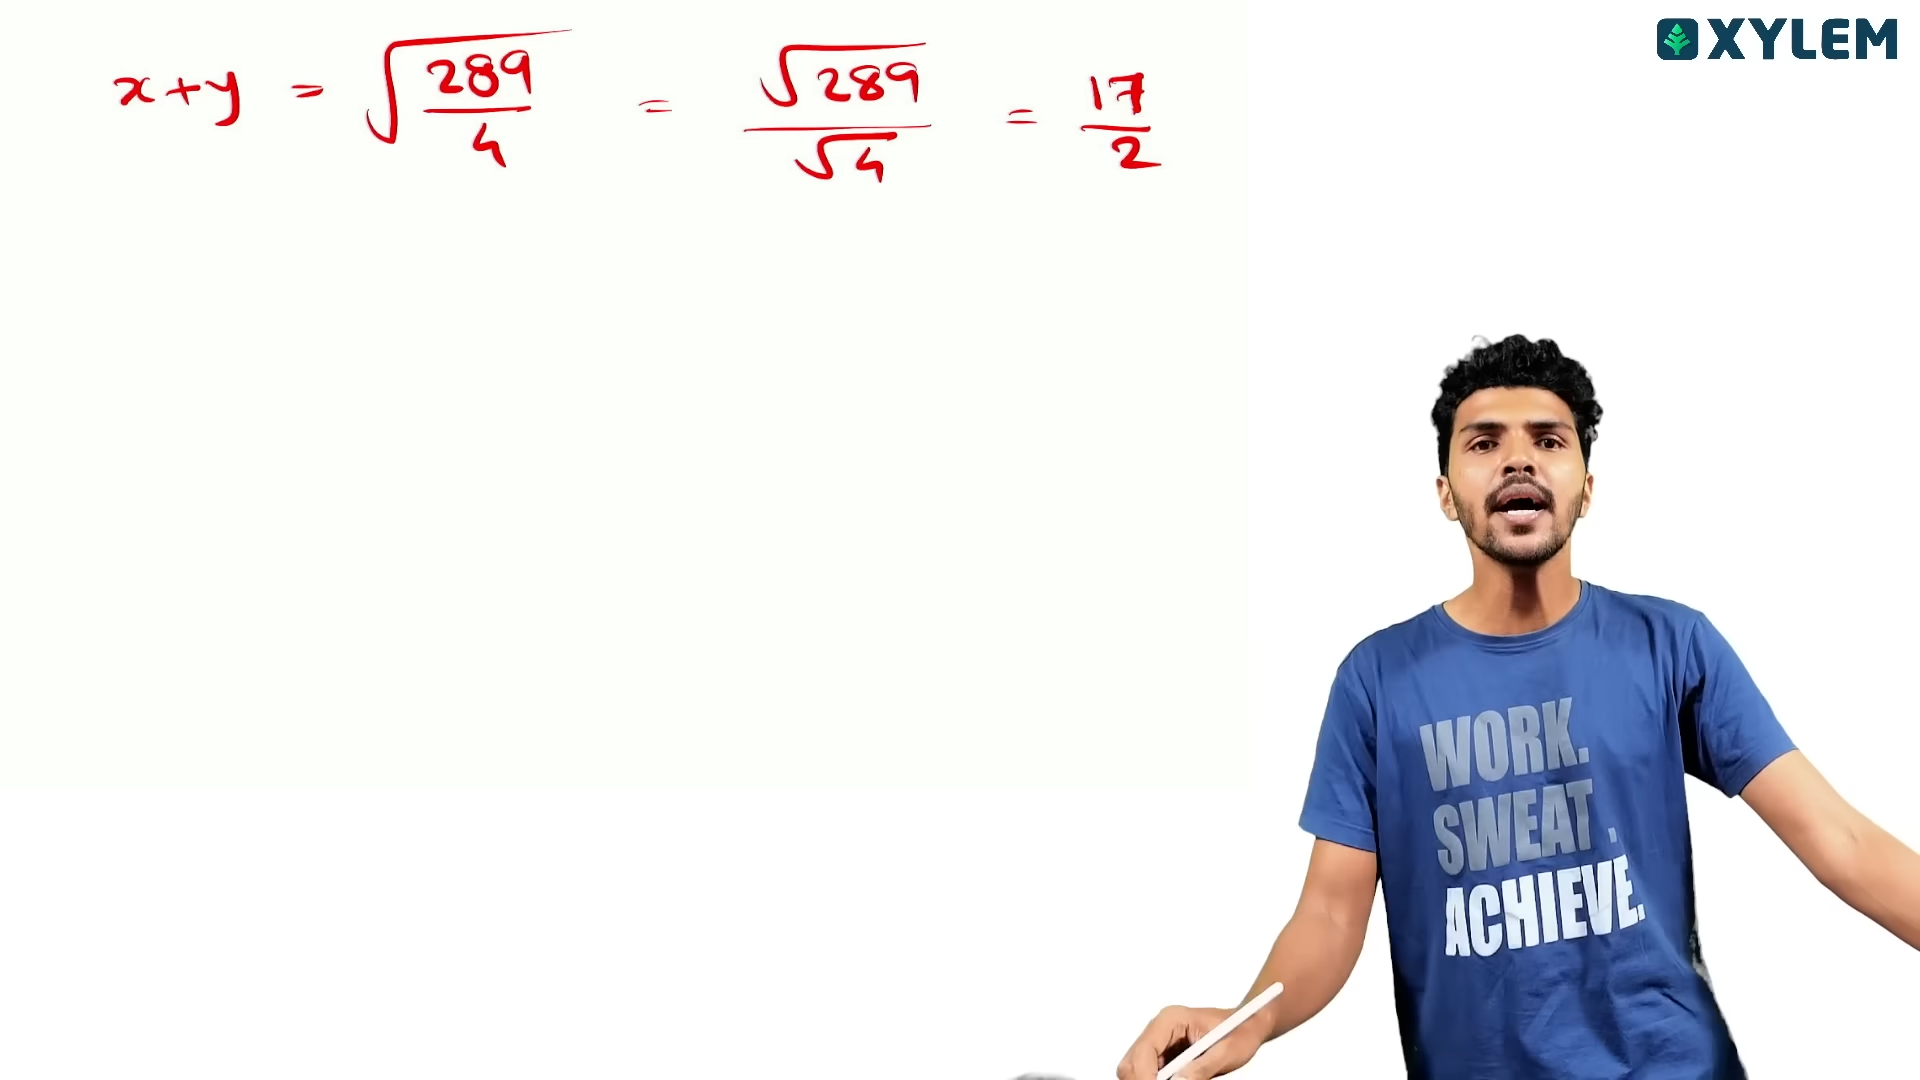 XYLEM
x+y = √(289/4) = √289/√4 = 17/2
WORK.
SWEAT.
ACHIEVE.